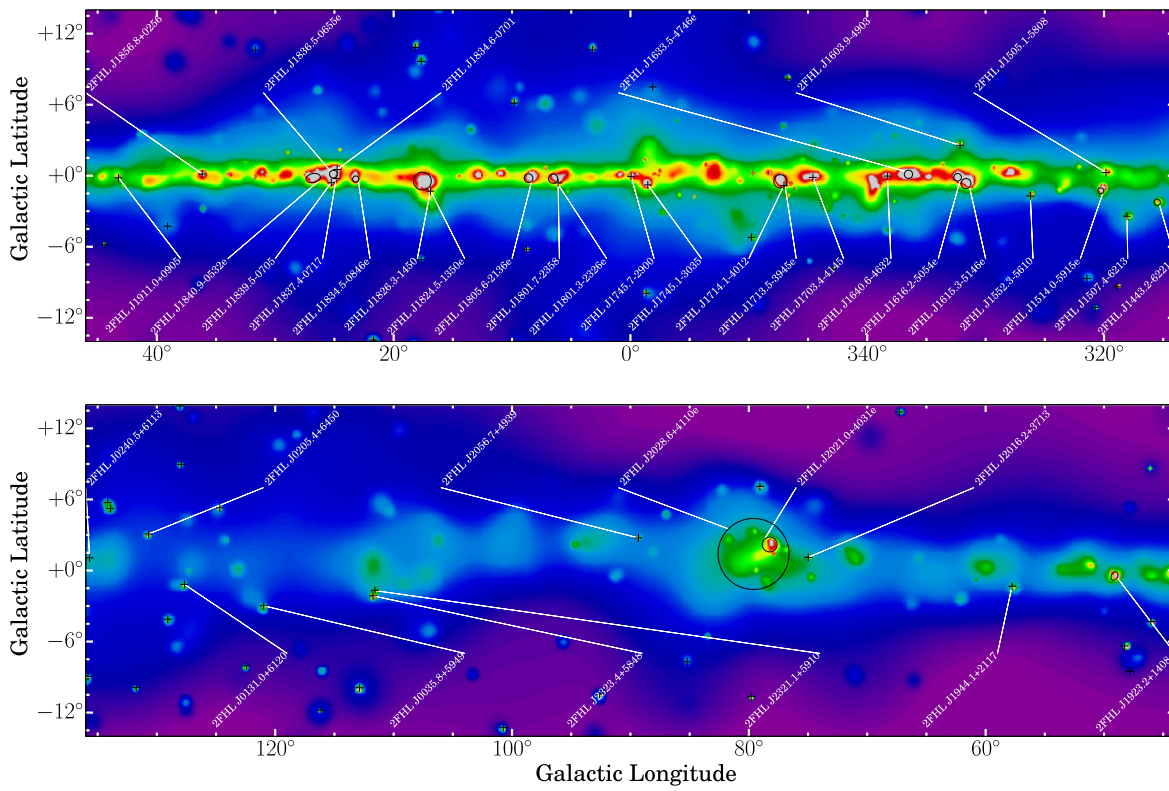 Galactic Latitude
+12°
+6°
+0°
−6°
−12°
2FHL J1856.8+0256
2FHL J1836.5-0655e
2FHL J1834.6-0701
2FHL J1633.5-4746e
2FHL J1603.9-4903
2FHL J1505.1-5808
2FHL J1911.0+0905
2FHL J1840.9-0532e
2FHL J1839.5-0705
2FHL J1837.4-0717
2FHL J1834.5-0846e
2FHL J1826.3-1450
2FHL J1824.5-1350e
2FHL J1805.6-2136e
2FHL J1801.7-2358
2FHL J1801.3-2326e
2FHL J1745.7-2900
2FHL J1745.1-3035
2FHL J1714.1-4012
2FHL J1713.5-3945e
2FHL J1703.4-4145
2FHL J1640.6-4632
2FHL J1616.2-5054e
2FHL J1615.3-5146e
2FHL J1552.3-5610
2FHL J1514.0-5915e
2FHL J1507.4-6213
2FHL J1443.2-621
40° 20° 0° 340° 320°
Galactic Latitude
+12°
+6°
+0°
−6°
−12°
2FHL J0240.5+6113
2FHL J0205.4+6450
2FHL J2056.7+4939
2FHL J2028.6+4110e
2FHL J2021.0+4031e
2FHL J2016.2+3713
2FHL J0131.0+6120
2FHL J0035.8+5949
2FHL J2323.4+5848
2FHL J2321.1+5910
2FHL J1944.1+2117
2FHL J1923.2+1408
120° 100° 80° 60°
Galactic Longitude